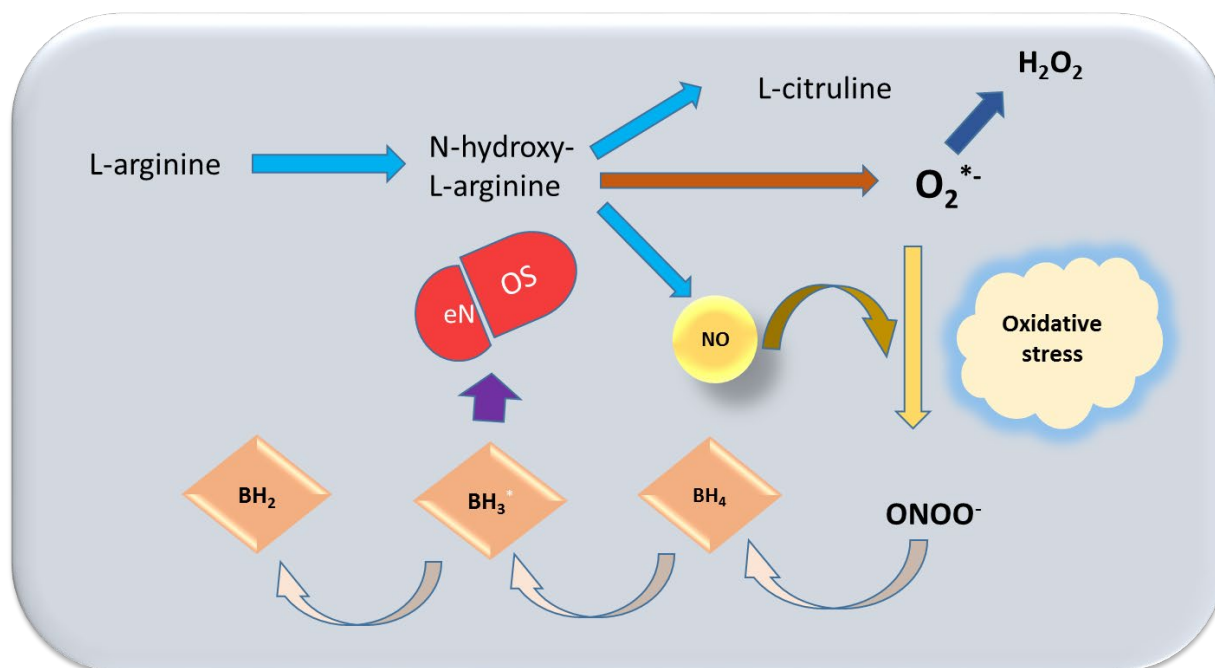 H₂O₂
L-citruline
L-arginine
N-hydroxy-
L-arginine
O₂*-
eN OS
NO
Oxidative
stress
BH₂
BH₃*
BH₄
ONOO-